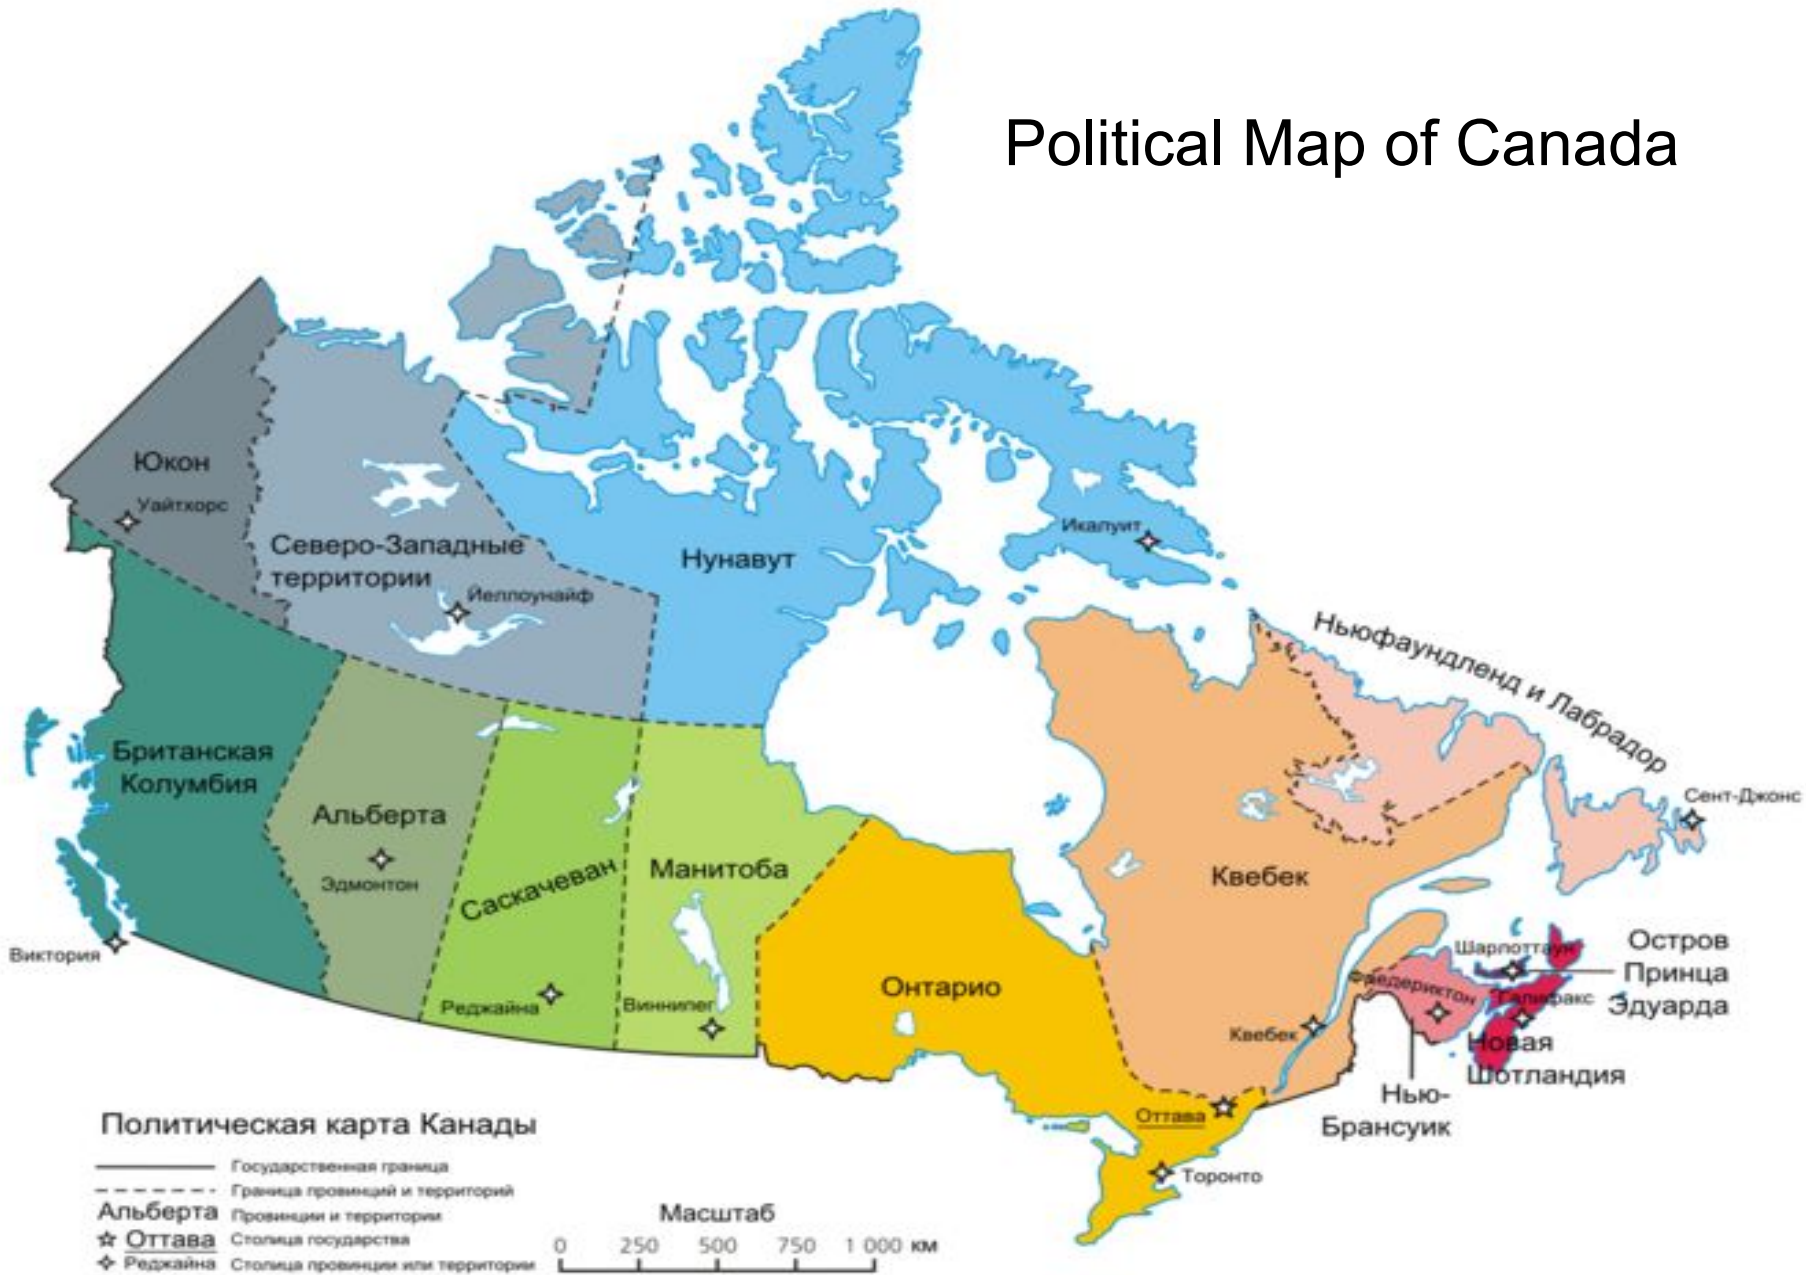 Political Map of Canada
Юкон
Уайтхорс
Северо-Западные
территории
Йеллоунайф
Нунавут
Икалуит
Ньюфаундленд и Лабрадор
Сент-Джонс
Британская
Колумбия
Виктория
Альберта
Эдмонтон
Саскачеван
Реджайна
Манитоба
Виннипег
Онтарио
Оттава
Торонто
Квебек
Квебек
Шарлоттаун
Остров
Принца
Эдуарда
Фредериктон
Галифакс
Новая
Шотландия
Нью-
Брансуик
Политическая карта Канады
Государственная граница
Граница провинций и территорий
Альберта Провинции и территории
Оттава Столица государства
Реджайна Столица провинции или территории
Масштаб
0 250 500 750 1 000 км